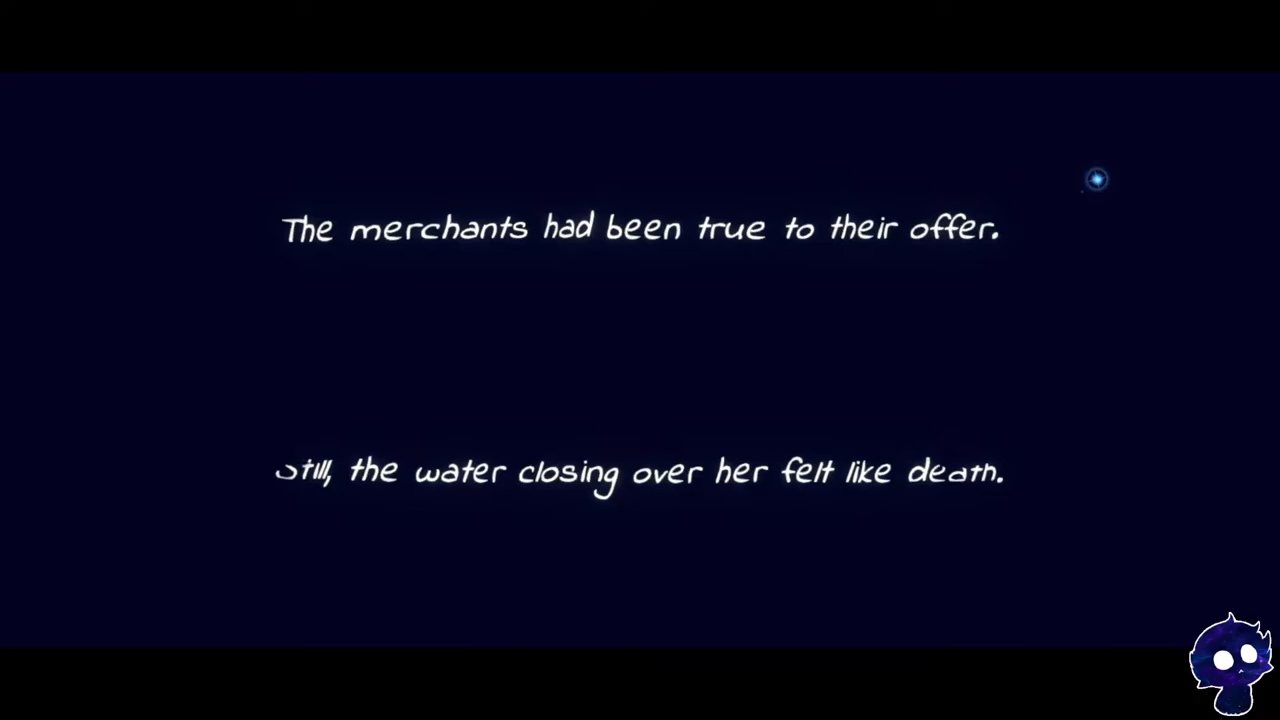 The merchants had been true to their offer.
Still, the water closing over her felt like death.